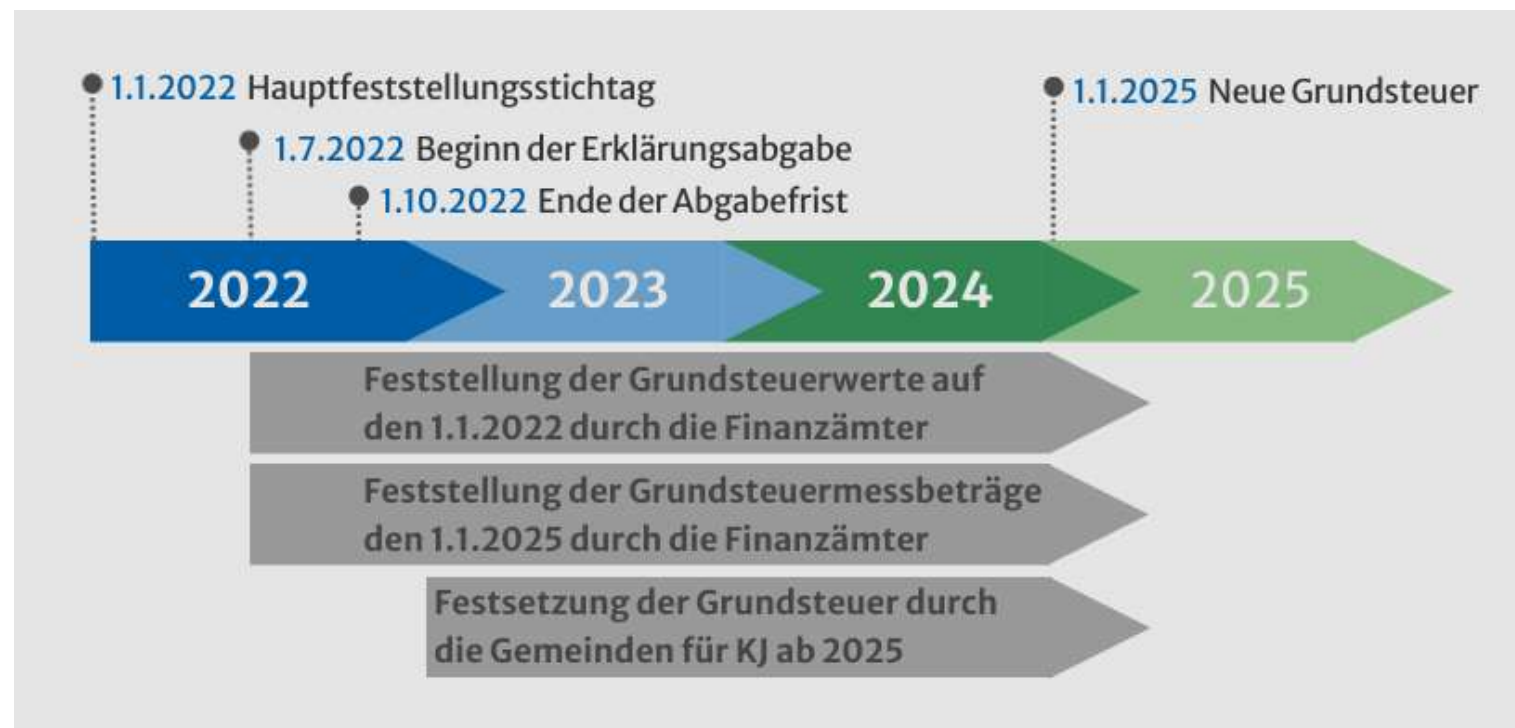 1.1.2022 Hauptfeststellungsstichtag
1.1.2025 Neue Grundsteuer
1.7.2022 Beginn der Erklärungsabgabe
1.10.2022 Ende der Abgabefrist
2022 2023 2024 2025
Feststellung der Grundsteuerwerte auf
den 1.1.2022 durch die Finanzämter
Feststellung der Grundsteuermessbeträge
den 1.1.2025 durch die Finanzämter
Festsetzung der Grundsteuer durch
die Gemeinden für KJ ab 2025